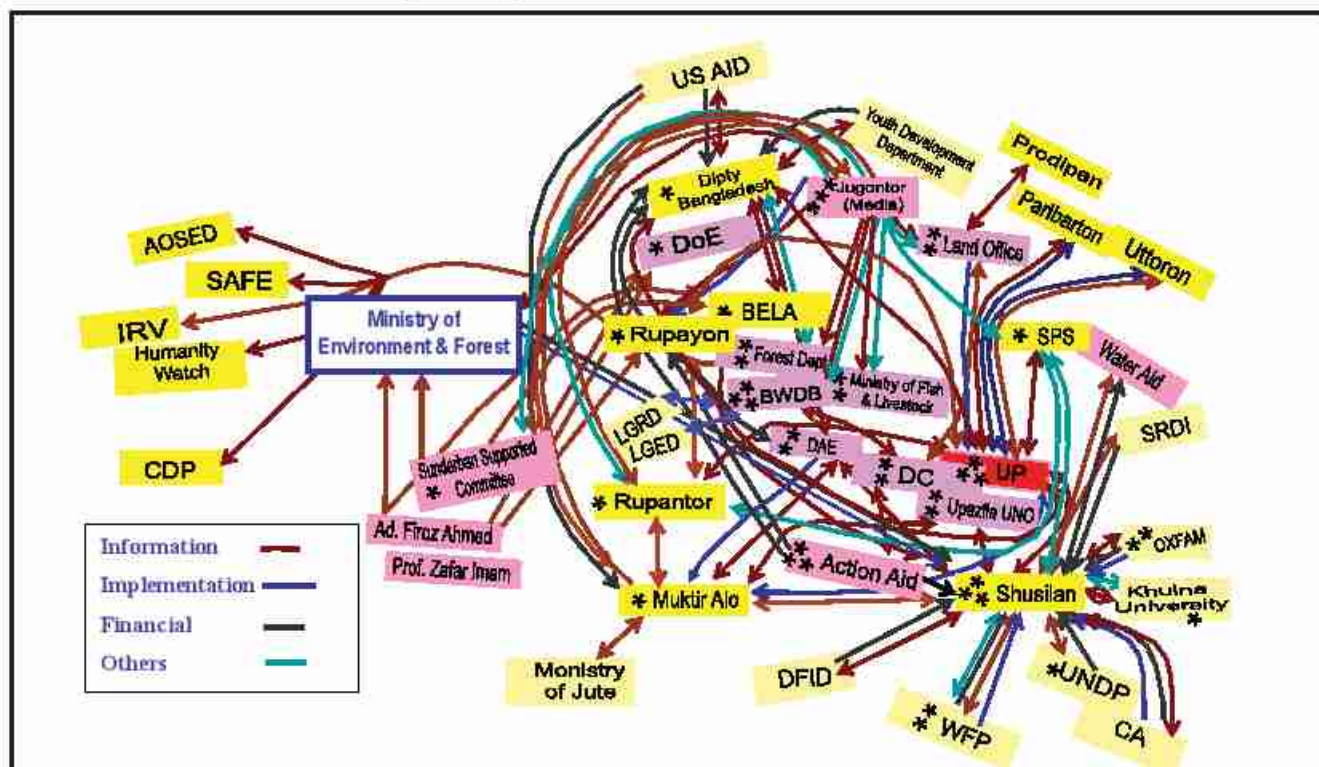 US AID
Youth Development
Department
Prodipan
Paribarton
Uttoron
* Dipty
Bangladesh
* Jugontor
* (Media)
* DoE
* Land Office
*
AOSED
SAFE
IRV
Humanity
Watch
CDP
Ministry of
Environment & Forest
* BELA
* Rupayon
* SPS
Water Aid
* Forest Dept
*
* BWDB
*
* Ministry of Fish
* & Livestock
LGRD
LGED
* DAE
*
SRDI
* DC
*
* UP
* *
* Upazila UNO
*
Sunderban Supported
* Committee
* Rupantor
Ad. Firoz Ahmed
Prof. Zafar Imam
* Action Aid
* *
** OXFAM
* Muktir Alo
* Shusilan
* *
Khulna
University
*
Monistry
of Jute
DFID
* WFP
*
*UNDP
CA
Information
Implementation
Financial
Others